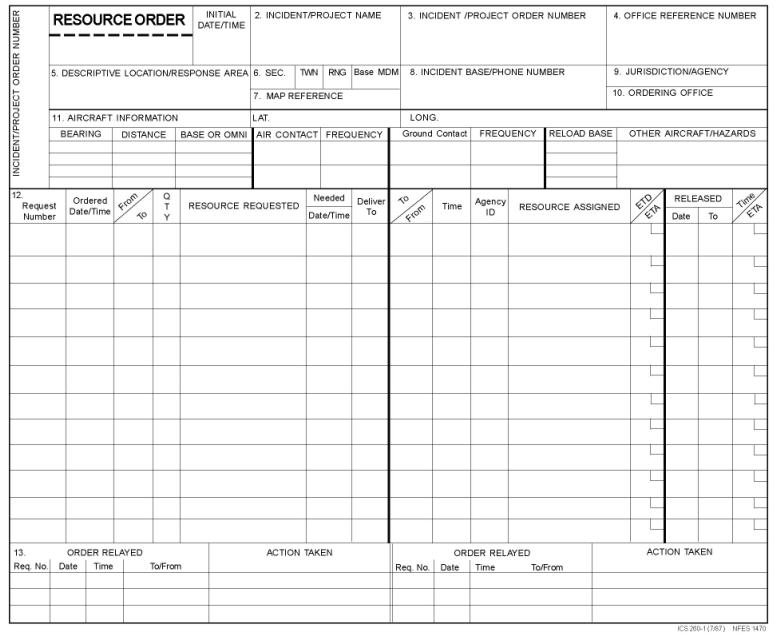 INCIDENT/PROJECT ORDER NUMBER
RESOURCE ORDER
INITIAL
DATE/TIME
2. INCIDENT/PROJECT NAME
3. INCIDENT /PROJECT ORDER NUMBER
4. OFFICE REFERENCE NUMBER
5. DESCRIPTIVE LOCATION/RESPONSE AREA
6. SEC.
TWN
RNG
Base MDM
8. INCIDENT BASE/PHONE NUMBER
9. JURISDICTION/AGENCY
7. MAP REFERENCE
10. ORDERING OFFICE
11. AIRCRAFT INFORMATION
LAT.
LONG.
BEARING
DISTANCE
BASE OR OMNI
AIR CONTACT
FREQUENCY
Ground Contact
FREQUENCY
RELOAD BASE
OTHER AIRCRAFT/HAZARDS
12.
Request
Number
Ordered
Date/Time
From
To
Q
T
Y
RESOURCE REQUESTED
Needed
Date/Time
Deliver
To
To
From
Time
Agency
ID
RESOURCE ASSIGNED
ETD
ETA
RELEASED
Date
To
Time
ETA
13.
ORDER RELAYED
ACTION TAKEN
ORDER RELAYED
ACTION TAKEN
Req. No.
Date
Time
To/From
Req. No.
Date
Time
To/From
ICS 260-1 (7/87) NFES 1470